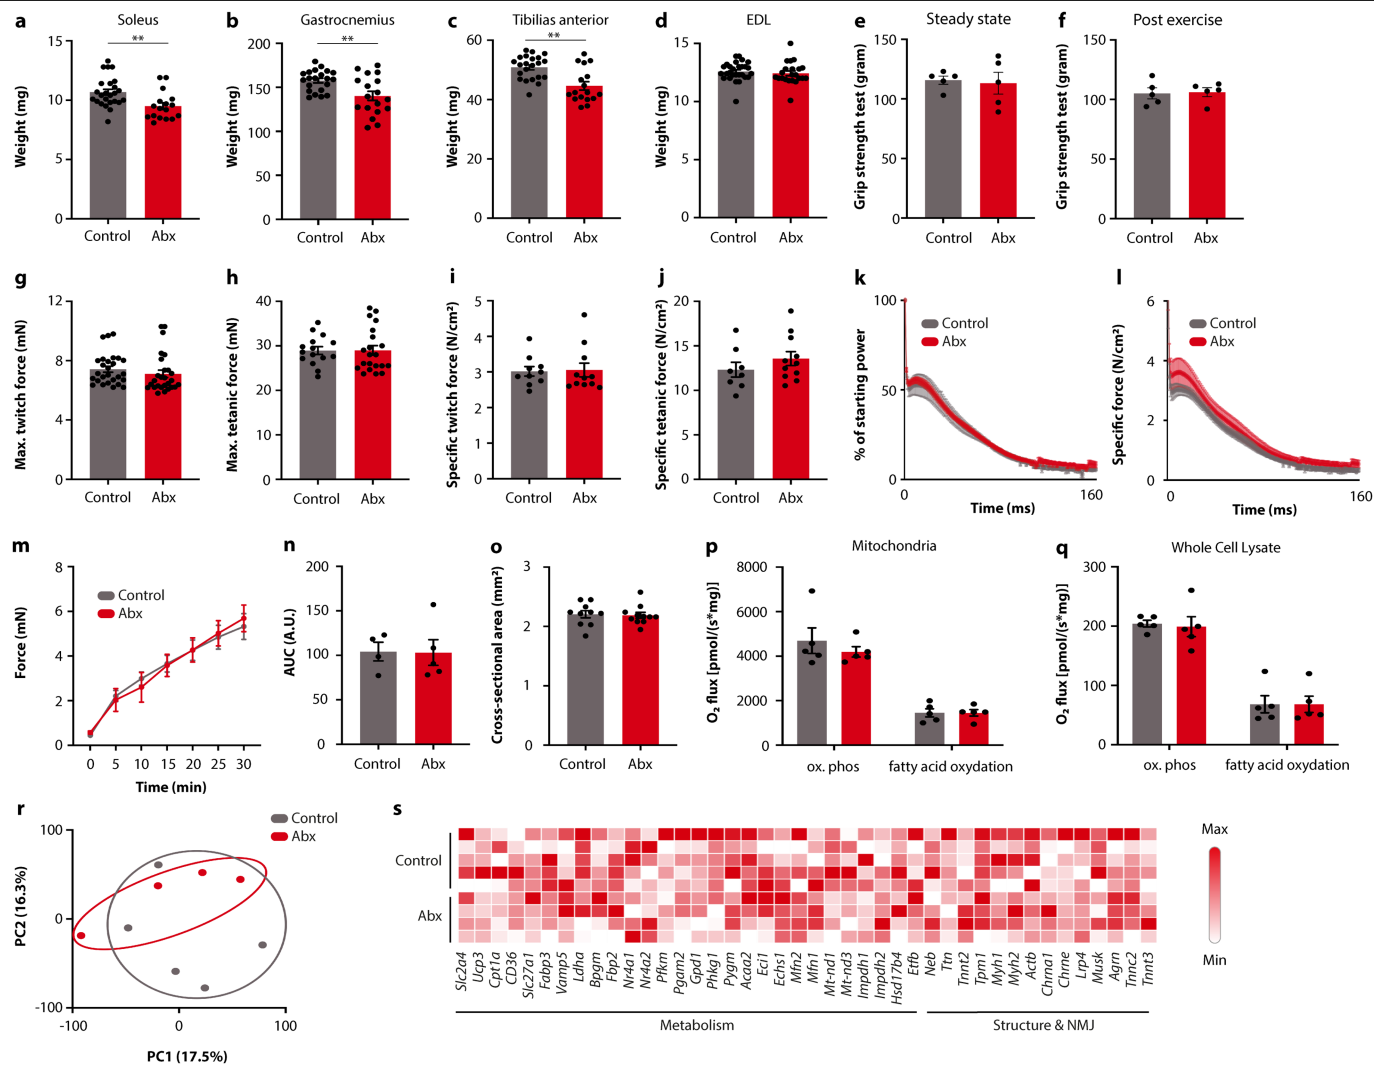 a Soleus
**
Weight (mg)
15
10
5
0
Control Abx
b Gastrocnemius
**
Weight (mg)
200
150
100
50
0
Control Abx
c Tibilias anterior
**
Weight (mg)
60
40
20
0
Control Abx
d EDL
Weight (mg)
15
10
5
0
Control Abx
e Steady state
Grip strength test (gram)
150
100
50
0
Control Abx
f Post exercise
Grip strength test (gram)
150
100
50
0
Control Abx
g
Max. twitch force (mN)
12
8
4
0
Control Abx
h
Max. tetanic force (mN)
40
30
20
10
0
Control Abx
i
Specific twitch force (N/cm²)
5
4
3
2
1
0
Control Abx
j
Specific tetanic force (N/cm²)
20
15
10
5
0
Control Abx
k
% of starting power
100
50
0
Control
Abx
0 160
Time (ms)
l
Specific force (N/cm²)
6
4
2
0
Control
Abx
0 160
Time (ms)
m
Force (mN)
8
6
4
2
0
Control
Abx
0 5 10 15 20 25 30
Time (min)
n
AUC (A.U.)
200
150
100
50
0
Control Abx
o
Cross-sectional area (mm²)
3
2
1
0
Control Abx
p Mitochondria
O₂ flux [pmol/(s*mg)]
8000
6000
4000
2000
0
ox. phos fatty acid oxydation
q Whole Cell Lysate
O₂ flux [pmol/(s*mg)]
300
200
100
0
ox. phos fatty acid oxydation
r
Control
Abx
PC2 (16.3%)
100
0
-100
-100 0 100
PC1 (17.5%)
s
Control
Abx
Max
Min
Slc2a4
Ucp3
Cpt1a
CD36
Slc27a1
Fabp3
Vamp5
Ldha
Bpgm
Fbp2
Nr4a1
Nr4a2
Pfkm
Pgam2
Gpd1
Phkg1
Pygm
Acaa2
Eci1
Echs1
Mfn2
Mfn1
Mt-nd1
Mt-nd3
Impdh1
Impdh2
Hsd17b4
Etfb
Neb
Ttn
Tnnt2
Tpm1
Myh1
Myh2
Actb
Chrna1
Chrne
Lrp4
Musk
Agrn
Tnnc2
Tnnt3
Metabolism
Structure & NMJ